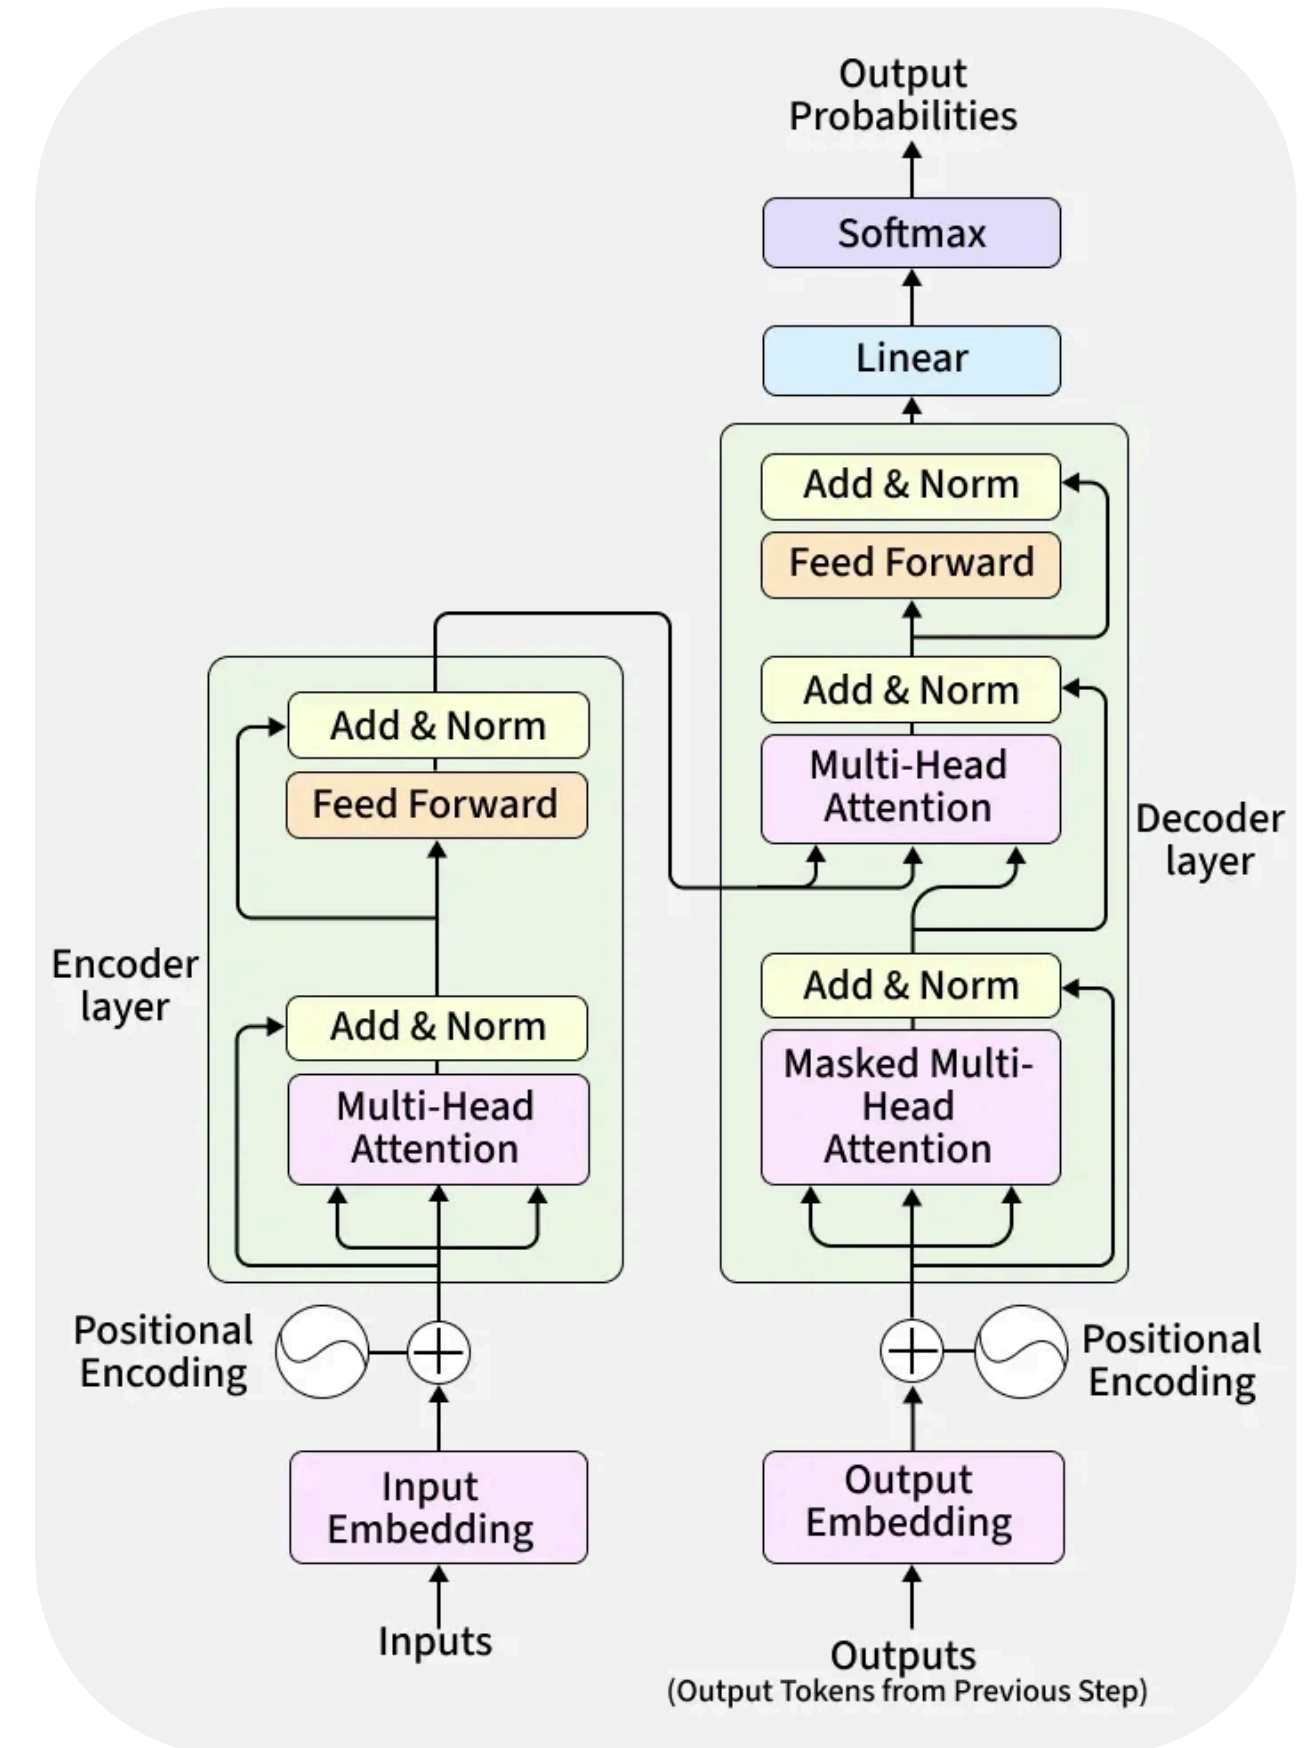 Output
Probabilities
Softmax
Linear
Add & Norm
Feed Forward
Add & Norm
Multi-Head
Attention
Decoder
layer
Add & Norm
Masked Multi-
Head
Attention
Positional
Encoding
Output
Embedding
Outputs
(Output Tokens from Previous Step)
Add & Norm
Feed Forward
Encoder
layer
Add & Norm
Multi-Head
Attention
Positional
Encoding
Input
Embedding
Inputs